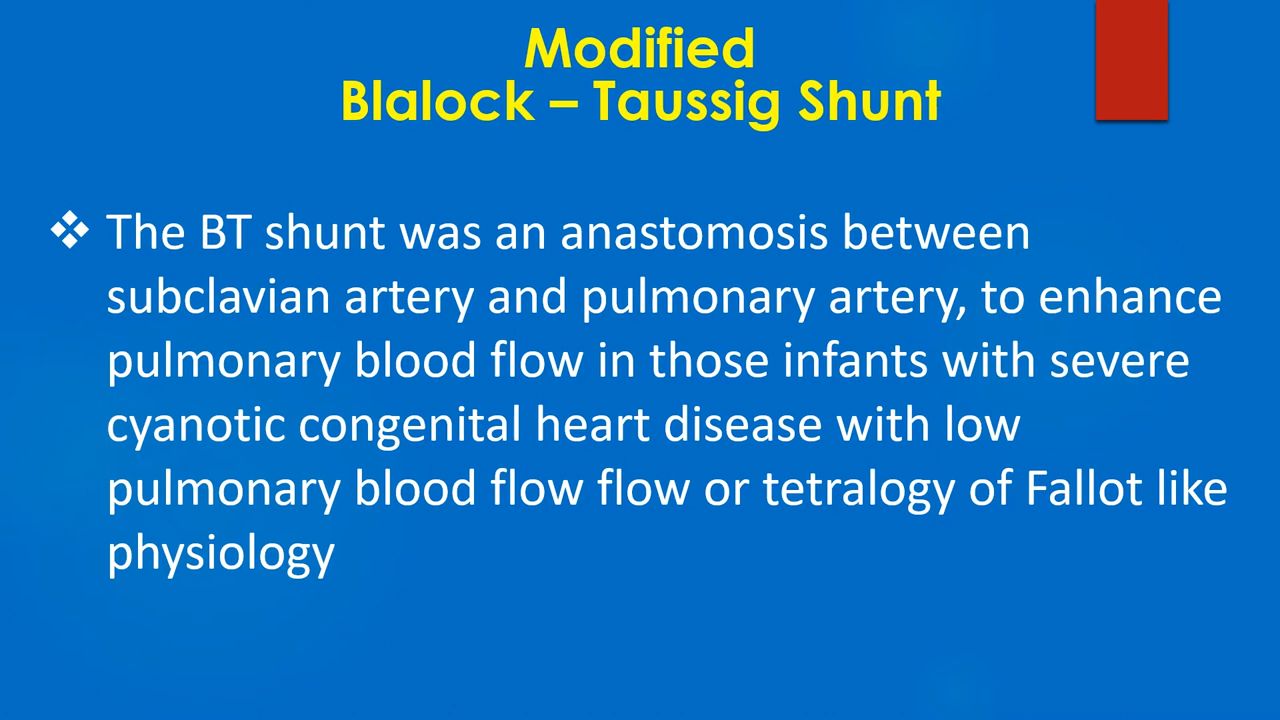 Modified
Blalock – Taussig Shunt
❖ The BT shunt was an anastomosis between
subclavian artery and pulmonary artery, to enhance
pulmonary blood flow in those infants with severe
cyanotic congenital heart disease with low
pulmonary blood flow flow or tetralogy of Fallot like
physiology